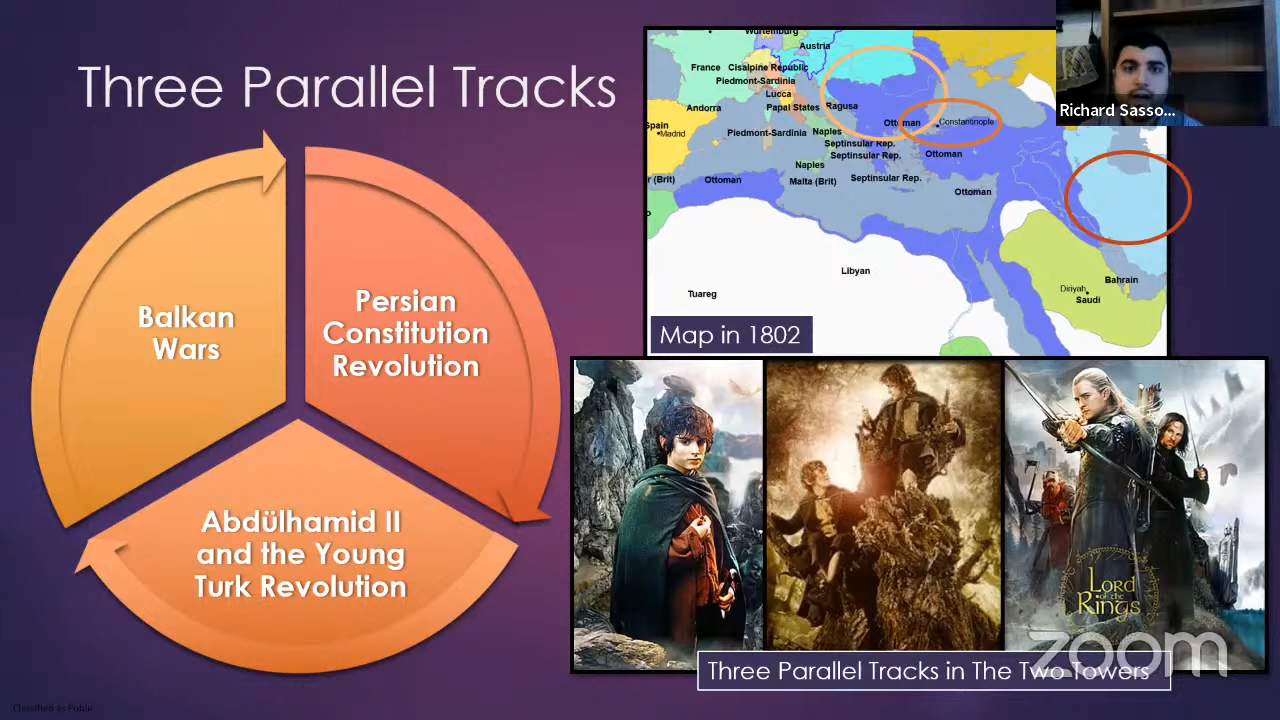 Three Parallel Tracks
Balkan
Wars
Persian
Constitution
Revolution
Abdülhamid II
and the Young
Turk Revolution
Wurtemburg
Austria
France
Cisalpine Republic
Piedmont-Sardinia
Lucca
Andorra
Papal States
Ragusa
Spain
Madrid
Piedmont-Sardinia
Naples
Ottoman
Constantinople
Septinsular Rep.
Septinsular Rep.
Ottoman
Naples
r (Brit)
Ottoman
Malta (Brit)
Septinsular Rep.
Ottoman
o
Libyan
Tuareg
Bahrain
Diriyah
Saudi
Map in 1802
Richard Sasso...
Lord
of the
Rings
zoom
Three Parallel Tracks in The Two Towers
Classified as Public